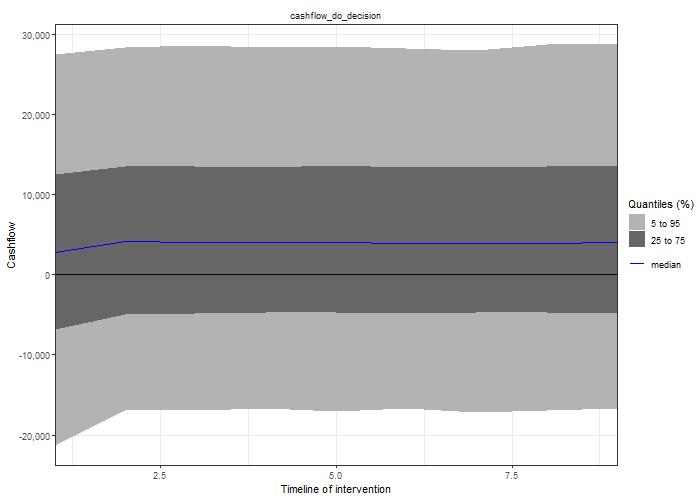 cashflow_do_decision
30,000
20,000
10,000
0
-10,000
-20,000
Cashflow
2.5
5.0
7.5
Timeline of intervention
Quantiles (%)
5 to 95
25 to 75
median